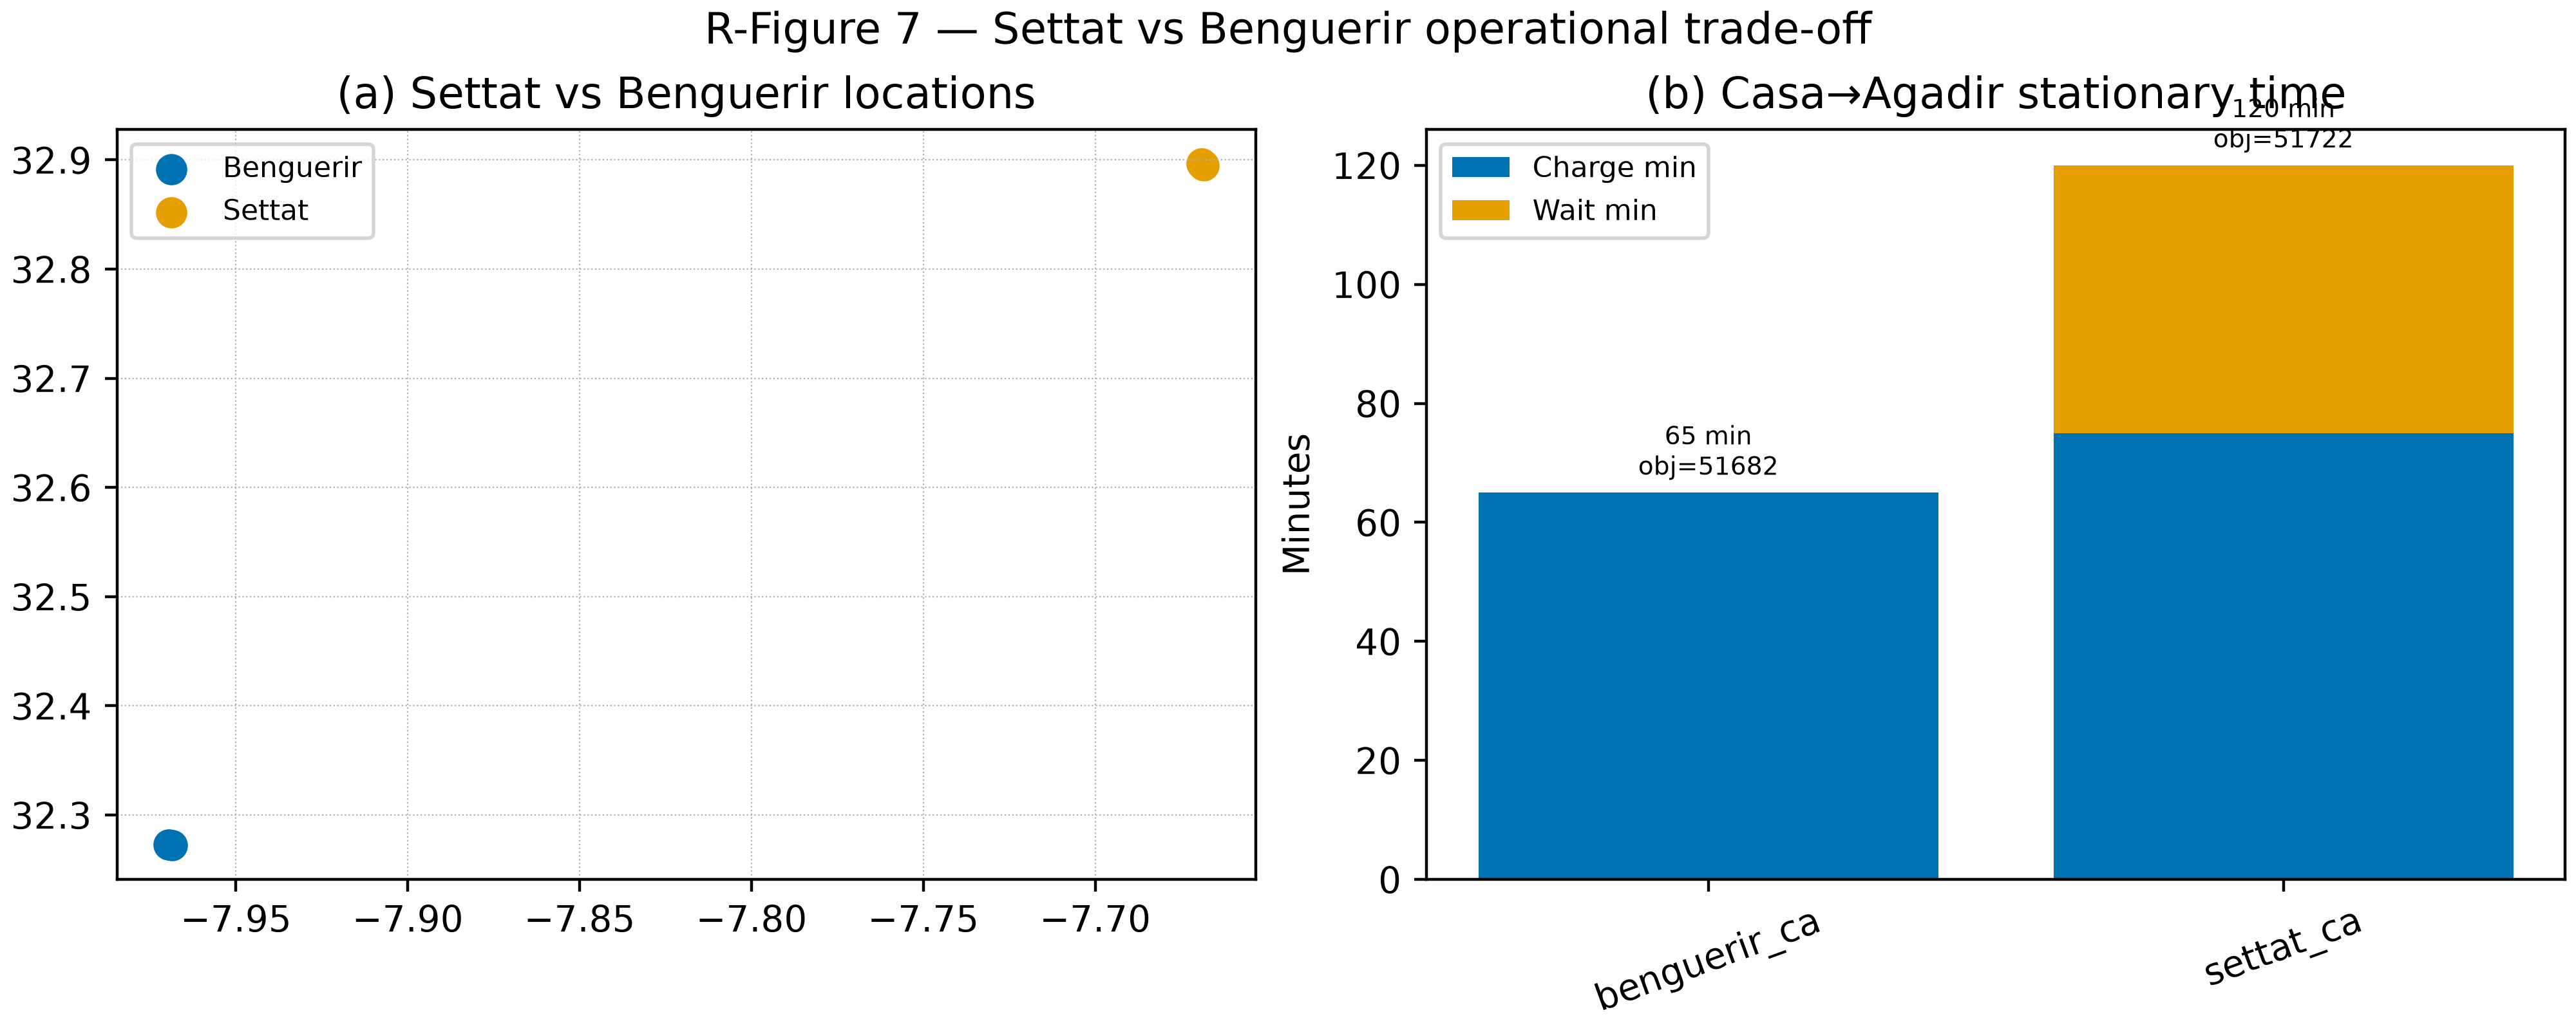 R-Figure 7 — Settat vs Benguerir operational trade-off
(a) Settat vs Benguerir locations
Benguerir
Settat
32.9
32.8
32.7
32.6
32.5
32.4
32.3
−7.95
−7.90
−7.85
−7.80
−7.75
−7.70
(b) Casa→Agadir stationary time
Charge min
Wait min
Minutes
120
100
80
60
40
20
0
65 min
obj=51682
120 min
obj=51722
benguerir_ca
settat_ca